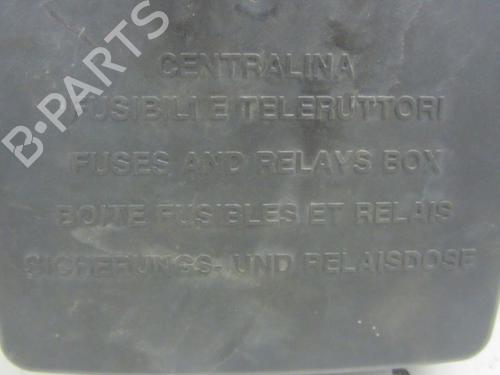 B-PARTS
CENTRALINA
FUSIBILI E TELERUTTORI
FUSES AND RELAYS BOX
BOITE FUSIBLES ET RELAIS
SICHERUNGS- UND RELAISDOSE